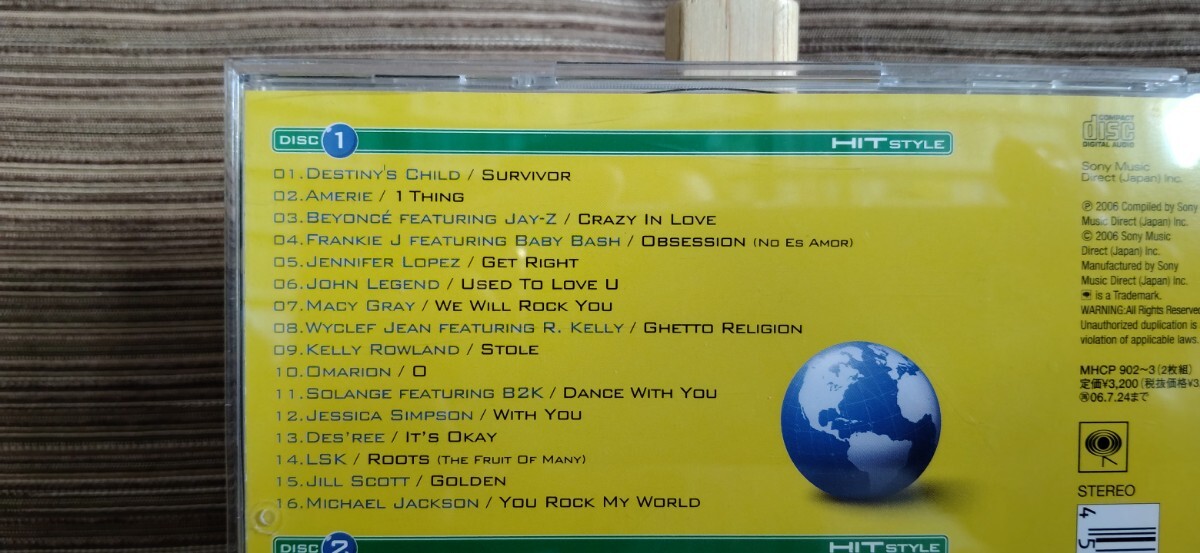 DISC 1 HIT STYLE
01.DESTINY'S CHILD / SURVIVOR
02.AMERIE / 1 THING
03.BEYONCÉ FEATURING JAY-Z / CRAZY IN LOVE
04.FRANKIE J FEATURING BABY BASH / OBSESSION (NO ES AMOR)
05.JENNIFER LOPEZ / GET RIGHT
06.JOHN LEGEND / USED TO LOVE U
07.MACY GRAY / WE WILL ROCK YOU
08.WYCLEF JEAN FEATURING R. KELLY / GHETTO RELIGION
09.KELLY ROWLAND / STOLE
10.OMARION / O
11.SOLANGE FEATURING B2K / DANCE WITH YOU
12.JESSICA SIMPSON / WITH YOU
13.DES'REE / IT'S OKAY
14.LSK / ROOTS (THE FRUIT OF MANY)
15.JILL SCOTT / GOLDEN
16.MICHAEL JACKSON / YOU ROCK MY WORLD
DISC 2 HIT STYLE
COMPACT
disc
DIGITAL AUDIO
Sony Music
Direct (Japan) Inc.
℗ 2006 Compiled by Sony
Music Direct (Japan) Inc.
© 2006 Sony Music
Direct (Japan) Inc.
Manufactured by Sony
Music Direct (Japan) Inc.
is a Trademark.
WARNING:All Rights Reserved
Unauthorized duplication is
violation of applicable laws.
MHCP 902~3 (2枚組)
定価¥3,200 (税抜価格¥3
06.7.24まで
STEREO
4 5